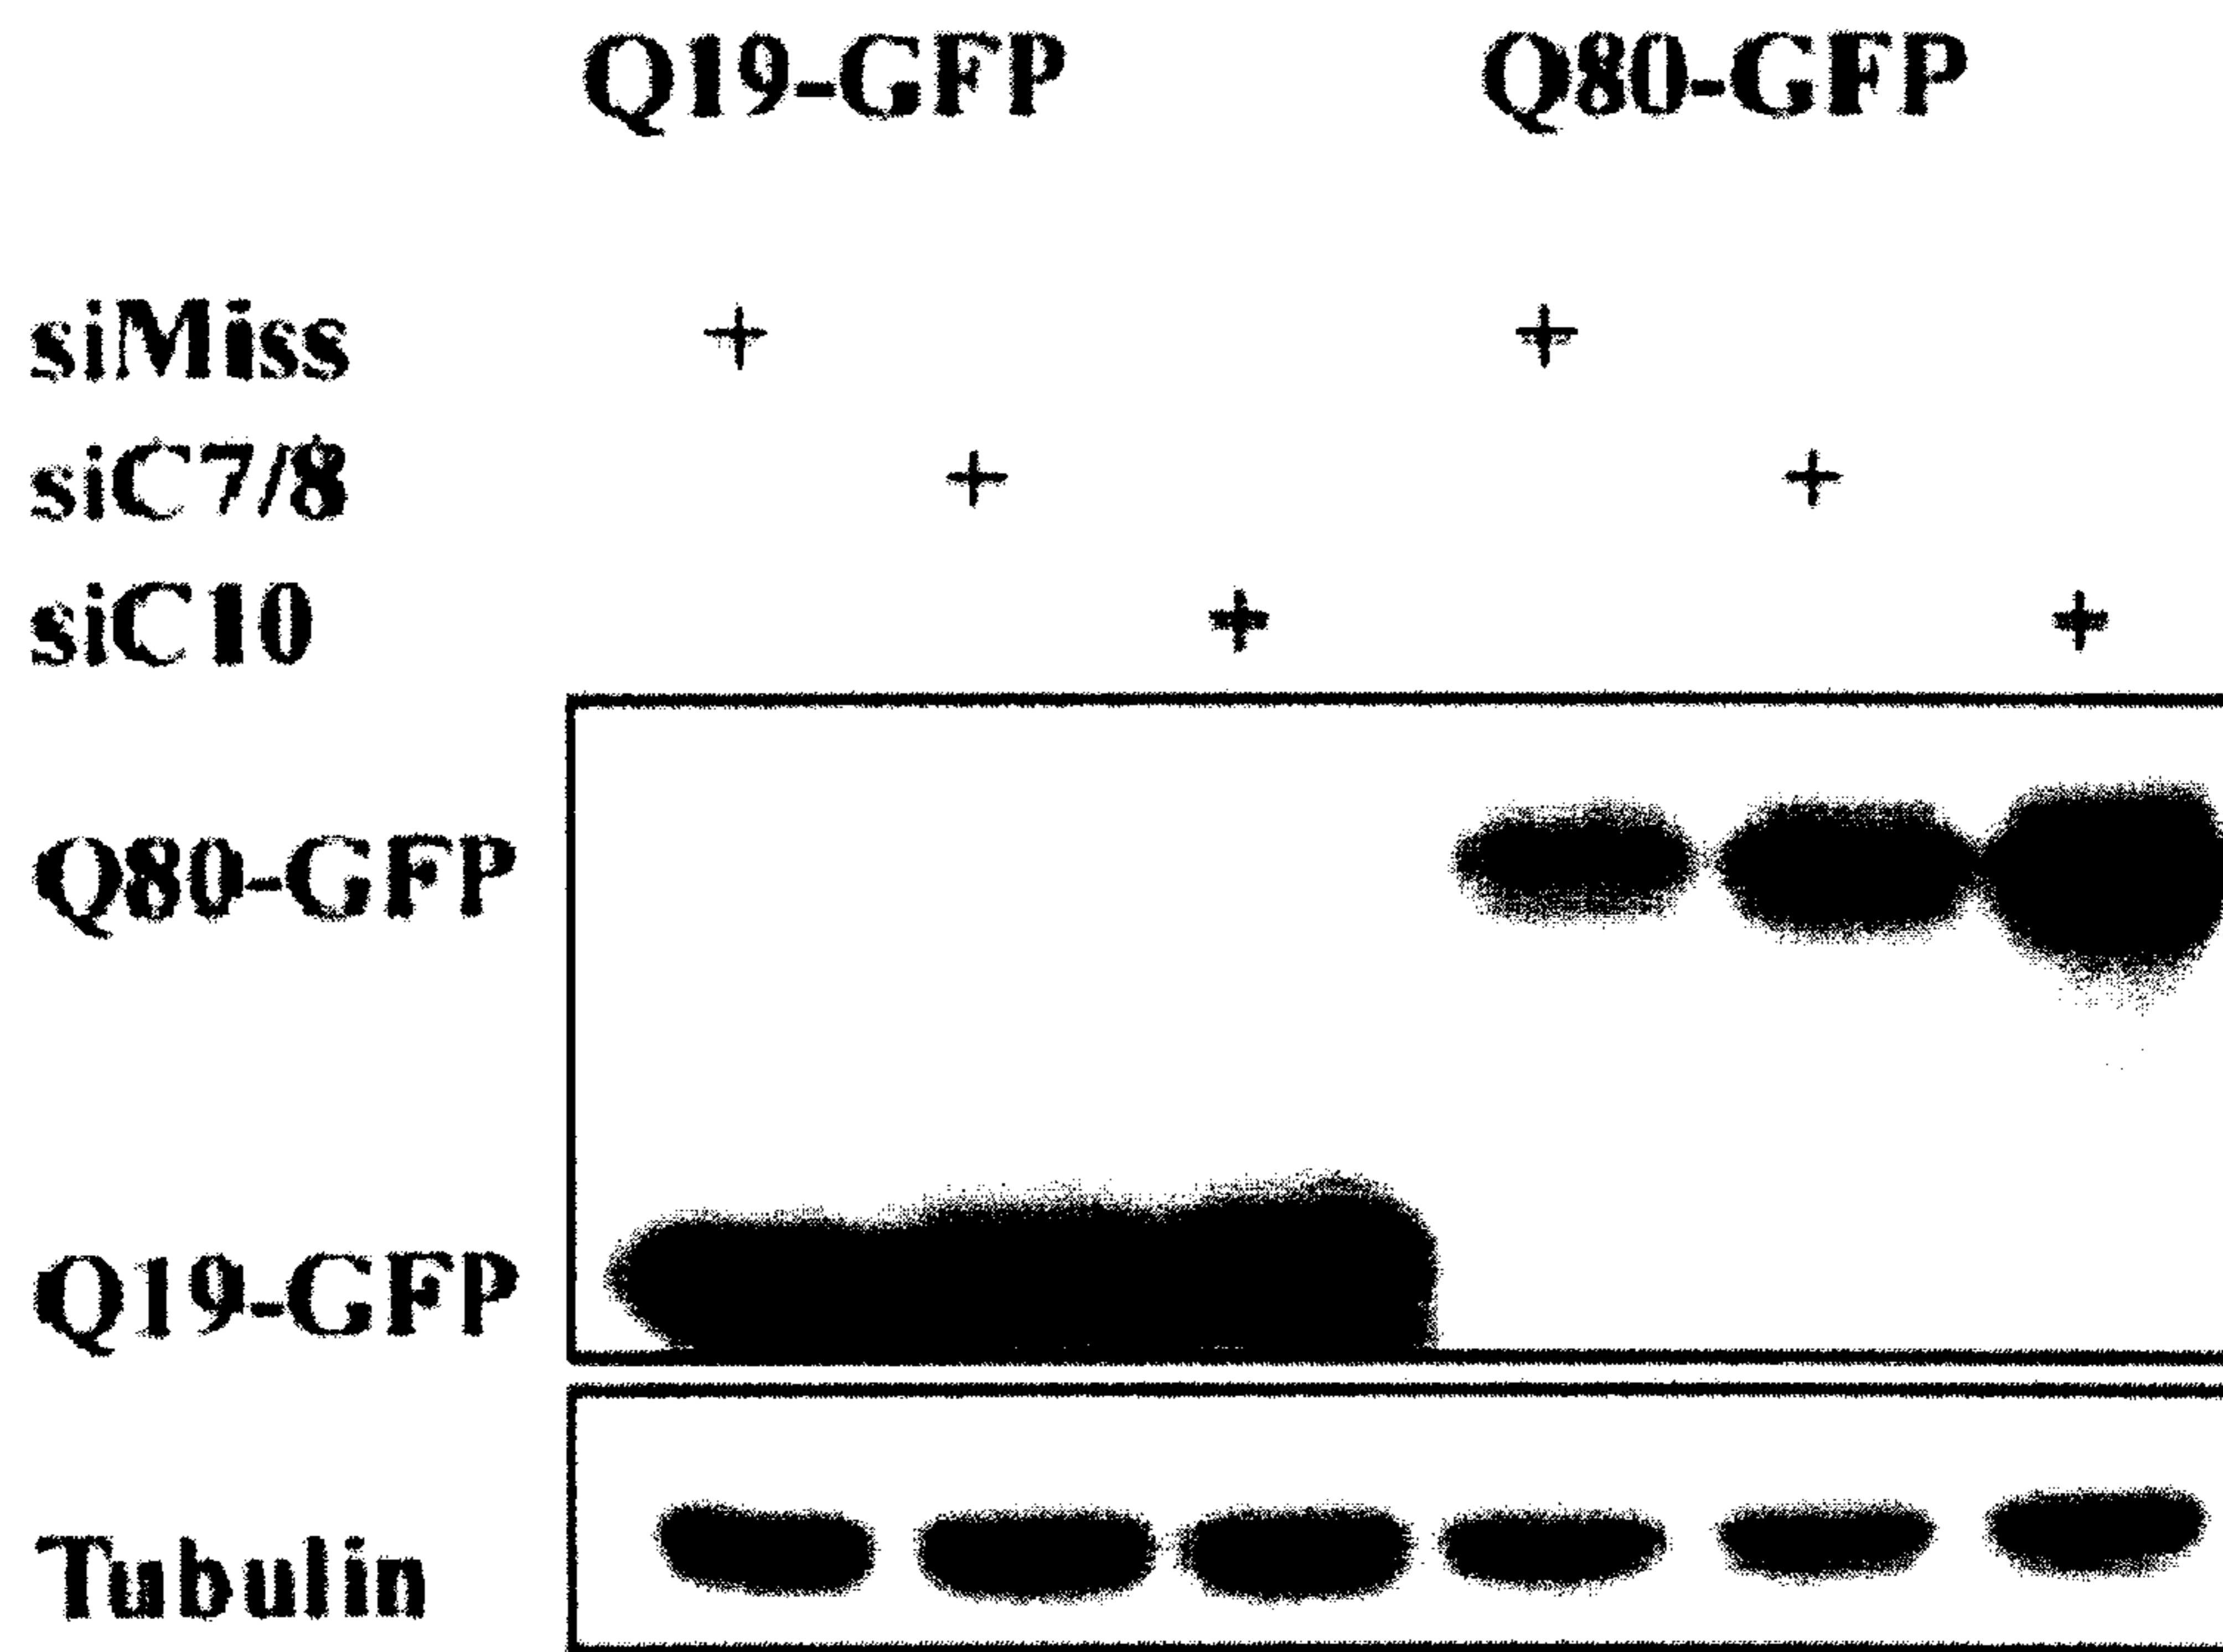 Q19-GFP Q80-GFP
siMiss + +
siC7/8 + +
siC10 + +
Q80-GFP
Q19-GFP
Tubulin